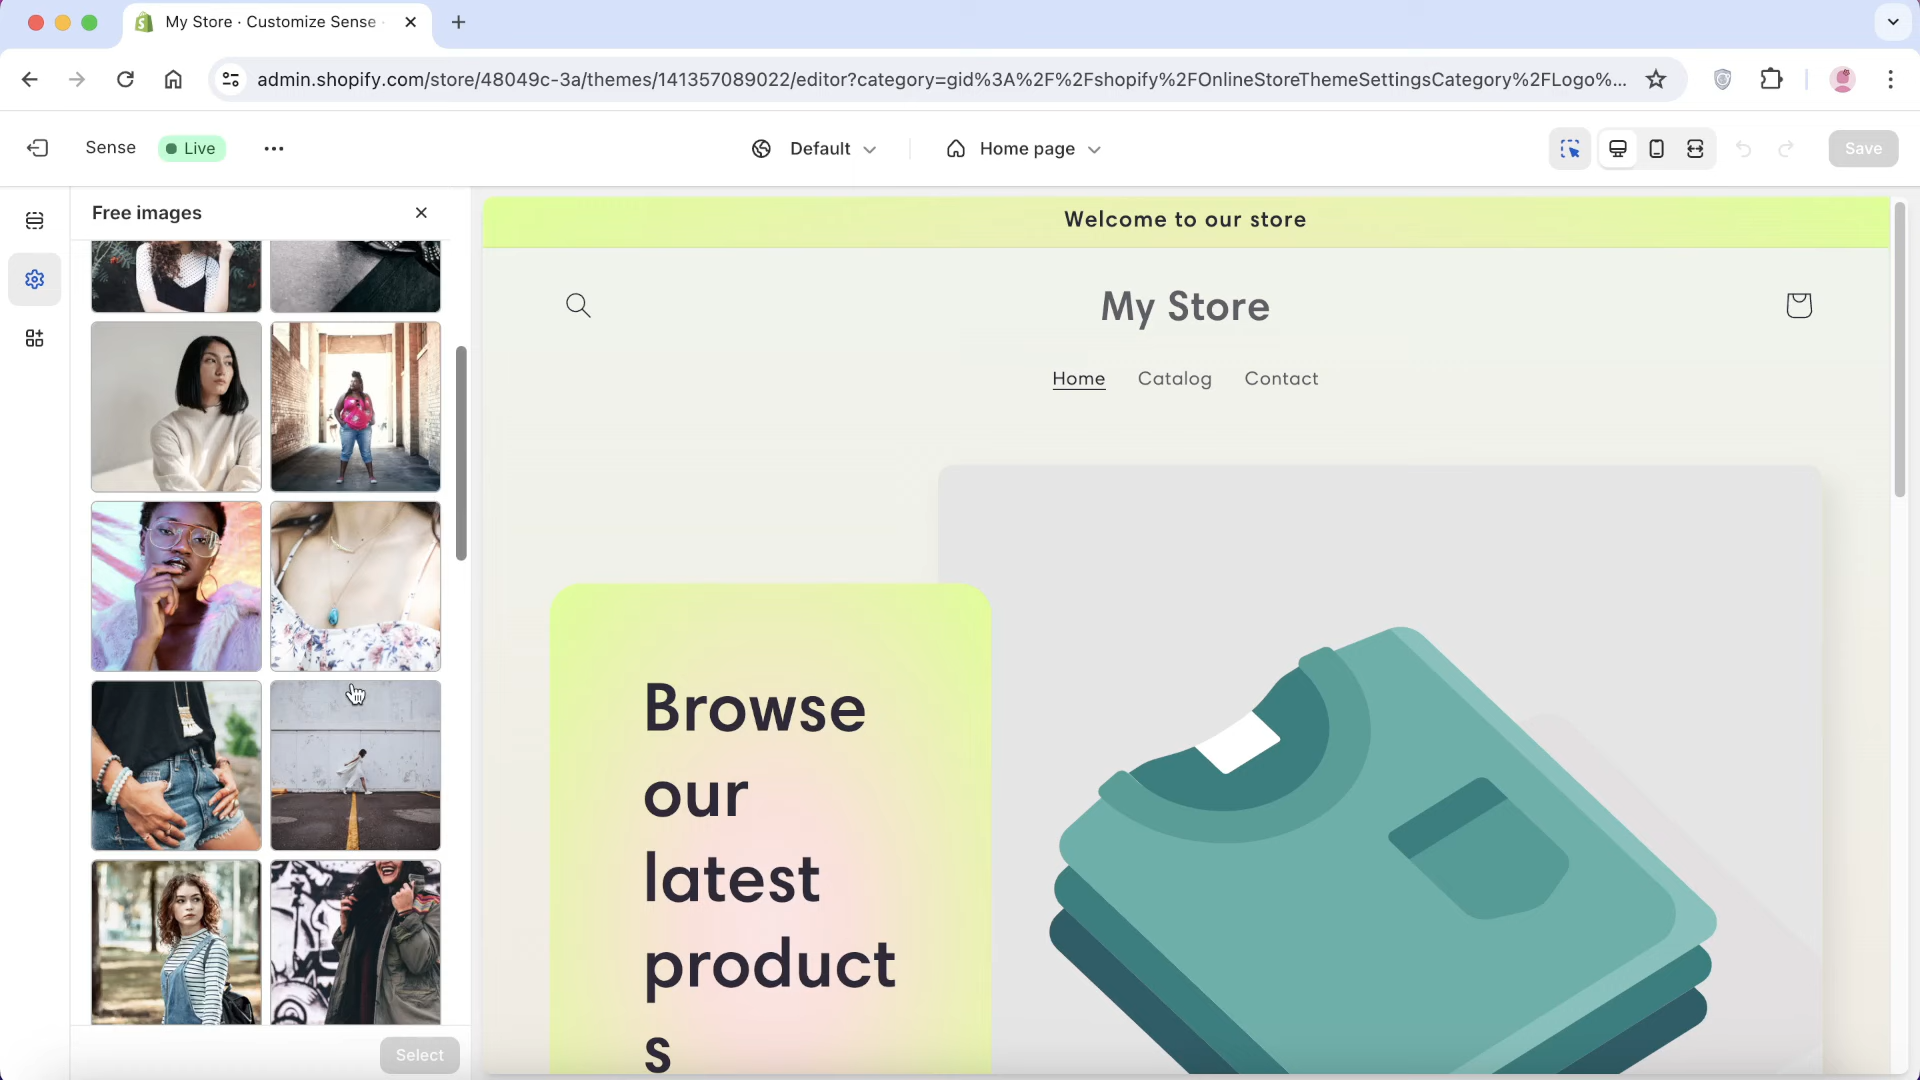 My Store · Customize Sense ·
admin.shopify.com/store/48049c-3a/themes/141357089022/editor?category=gid%3A%2F%2Fshopify%2FOnlineStoreThemeSettingsCategory%2FLogo%...
Sense
Live
Default
Home page
Save
Free images
Welcome to our store
My Store
Home
Catalog
Contact
Browse
our
latest
product
s
Select